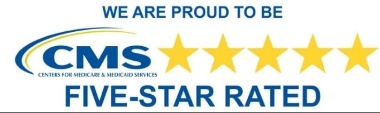 WE ARE PROUD TO BE
CMS
CENTERS FOR MEDICARE & MEDICAID SERVICES
FIVE-STAR RATED